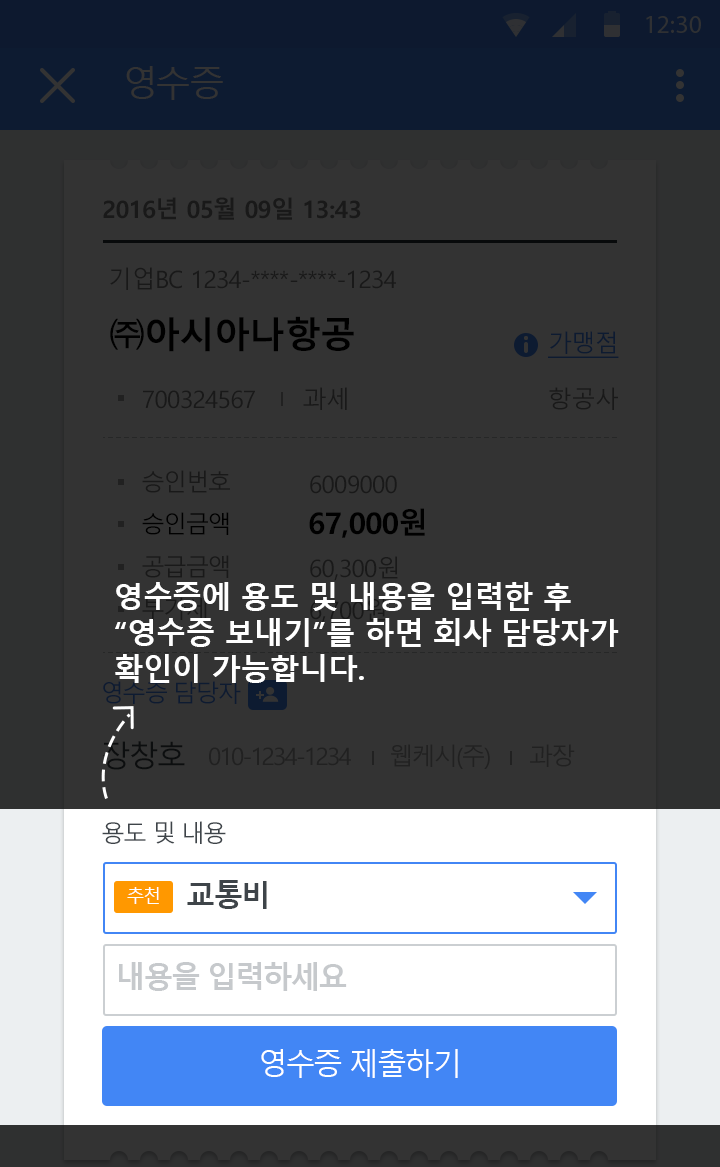 12:30
영수증
2016년 05월 09일 13:43
기업BC 1234-****-****-1234
㈜아시아나항공
가맹점
700324567 과세 항공사
승인번호 6009000
승인금액 67,000원
공급금액 60,300원
영수증에 용도 및 내용을 입력한 후
“영수증 보내기”를 하면 회사 담당자가
확인이 가능합니다.
영수증 담당자
장창호 010-1234-1234 웹케시(주) 과장
용도 및 내용
추천 교통비
내용을 입력하세요
영수증 제출하기